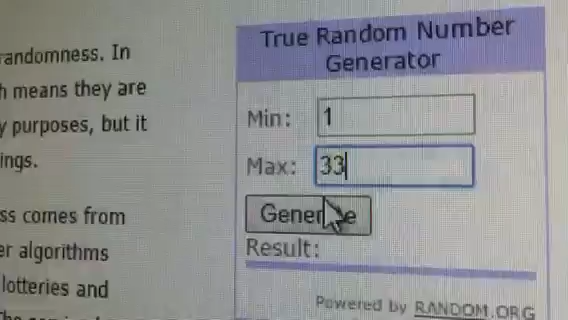 randomness. In
h means they are
y purposes, but it
ings.
ss comes from
er algorithms
lotteries and
True Random Number
Generator
Min: 1
Max: 33
Generate
Result:
Powered by RANDOM.ORG